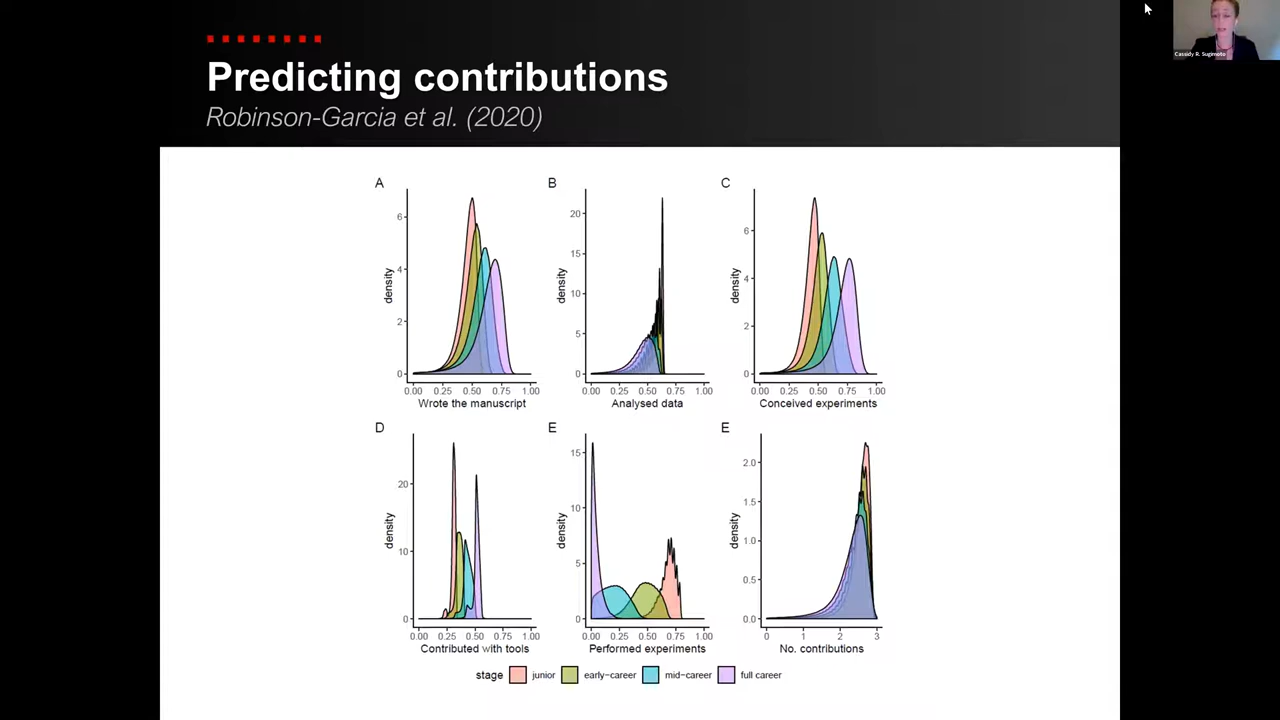 Predicting contributions
Robinson-Garcia et al. (2020)
Cassidy R. Sugimoto
A
B
C
density
6
4
2
0
0.00 0.25 0.50 0.75 1.00
Wrote the manuscript
density
20
15
10
5
0
0.00 0.25 0.50 0.75 1.00
Analysed data
density
6
4
2
0
0.00 0.25 0.50 0.75 1.00
Conceived experiments
D
E
E
density
20
10
0
0.00 0.25 0.50 0.75 1.00
Contributed with tools
density
15
10
5
0
0.00 0.25 0.50 0.75 1.00
Performed experiments
density
2.0
1.5
1.0
0.5
0.0
0 1 2 3
No. contributions
stage junior early-career mid-career full career